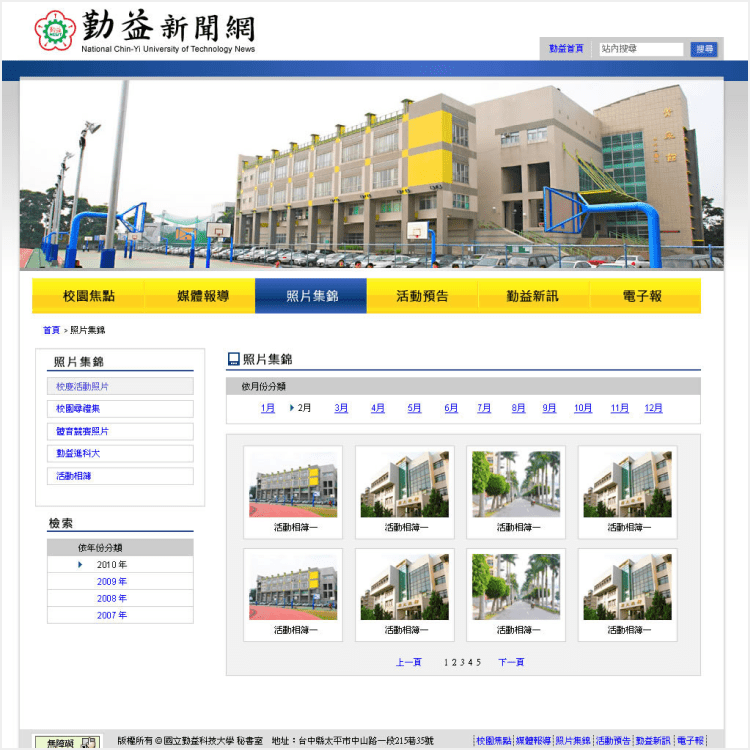 勤益新聞網
National Chin-Yi University of Technology News
勤益首頁
站內搜尋
搜尋
校園焦點 媒體報導 照片集錦 活動預告 勤益新訊 電子報
首頁 > 照片集錦
照片集錦
校慶活動照片
校園尋禮集
體育競賽照片
勤益進科大
活動相簿
檢索
依年份分類
2010 年
2009 年
2008 年
2007 年
照片集錦
依月份分類
1月 2月 3月 4月 5月 6月 7月 8月 9月 10月 11月 12月
活動相簿一 活動相簿一 活動相簿一 活動相簿一
活動相簿一 活動相簿一 活動相簿一 活動相簿一
上一頁 1 2 3 4 5 下一頁
無障礙
版權所有 © 國立勤益科技大學 秘書室 地址：台中縣太平市中山路一段215巷35號
校園焦點 媒體報導 照片集錦 活動預告 勤益新訊 電子報